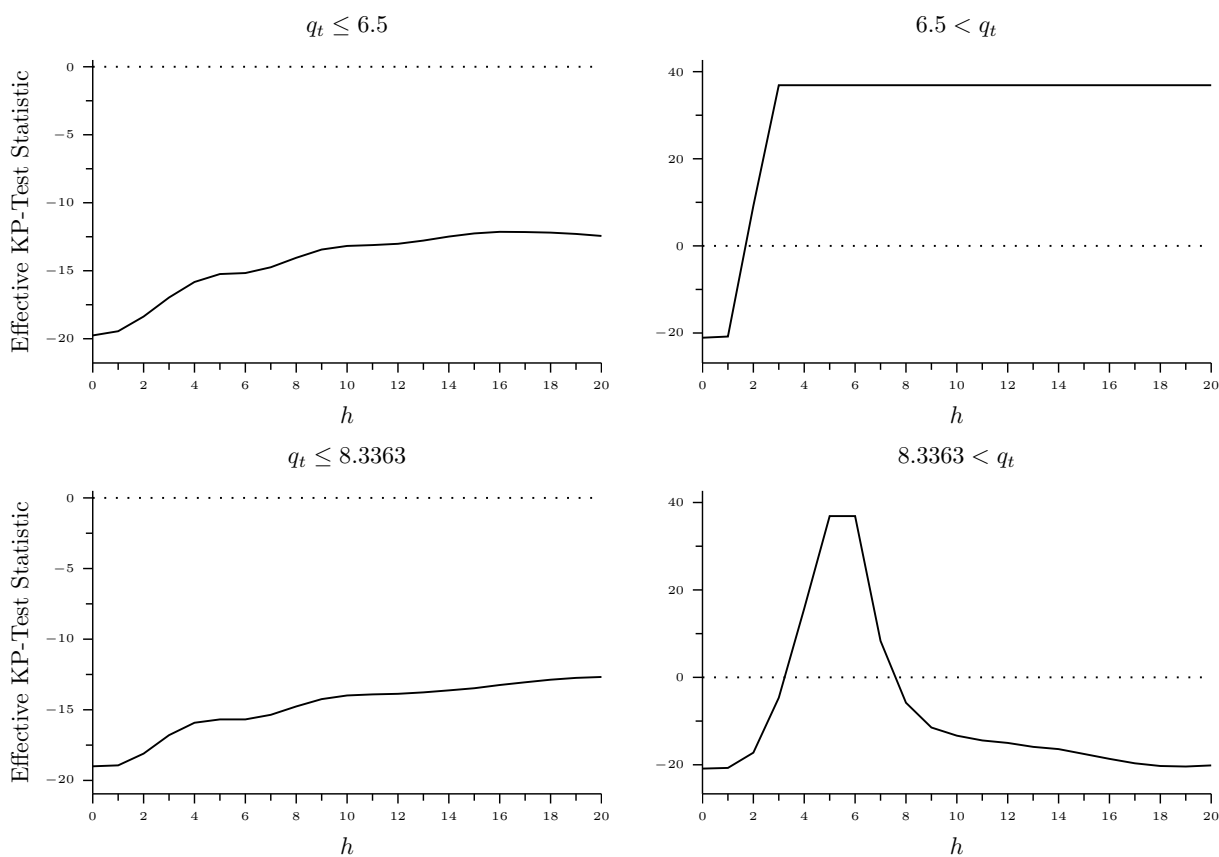 q_t ≤ 6.5
6.5 < q_t
Effective KP-Test Statistic
0
−5
−10
−15
−20
0 2 4 6 8 10 12 14 16 18 20
h
40
20
0
−20
0 2 4 6 8 10 12 14 16 18 20
h
q_t ≤ 8.3363
8.3363 < q_t
Effective KP-Test Statistic
0
−5
−10
−15
−20
0 2 4 6 8 10 12 14 16 18 20
h
40
20
0
−20
0 2 4 6 8 10 12 14 16 18 20
h